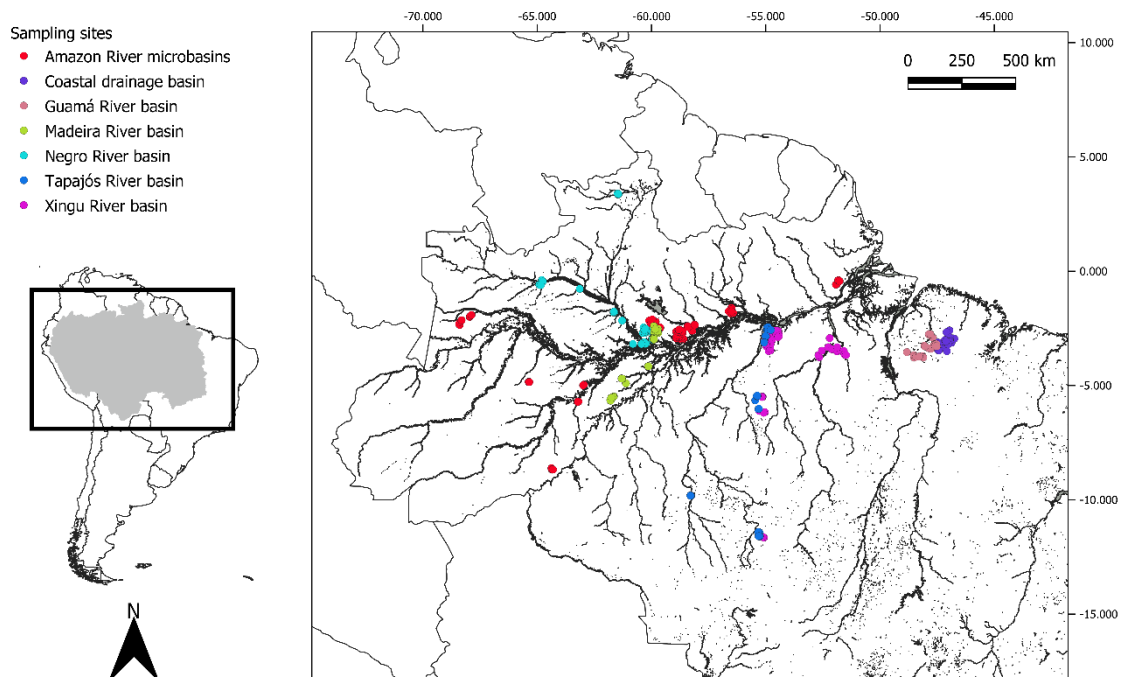 Sampling sites
Amazon River microbasins
Coastal drainage basin
Guamá River basin
Madeira River basin
Negro River basin
Tapajós River basin
Xingu River basin
N
-70.000 -65.000 -60.000 -55.000 -50.000 -45.000
0 250 500 km
10.000
5.000
0.000
-5.000
-10.000
-15.000